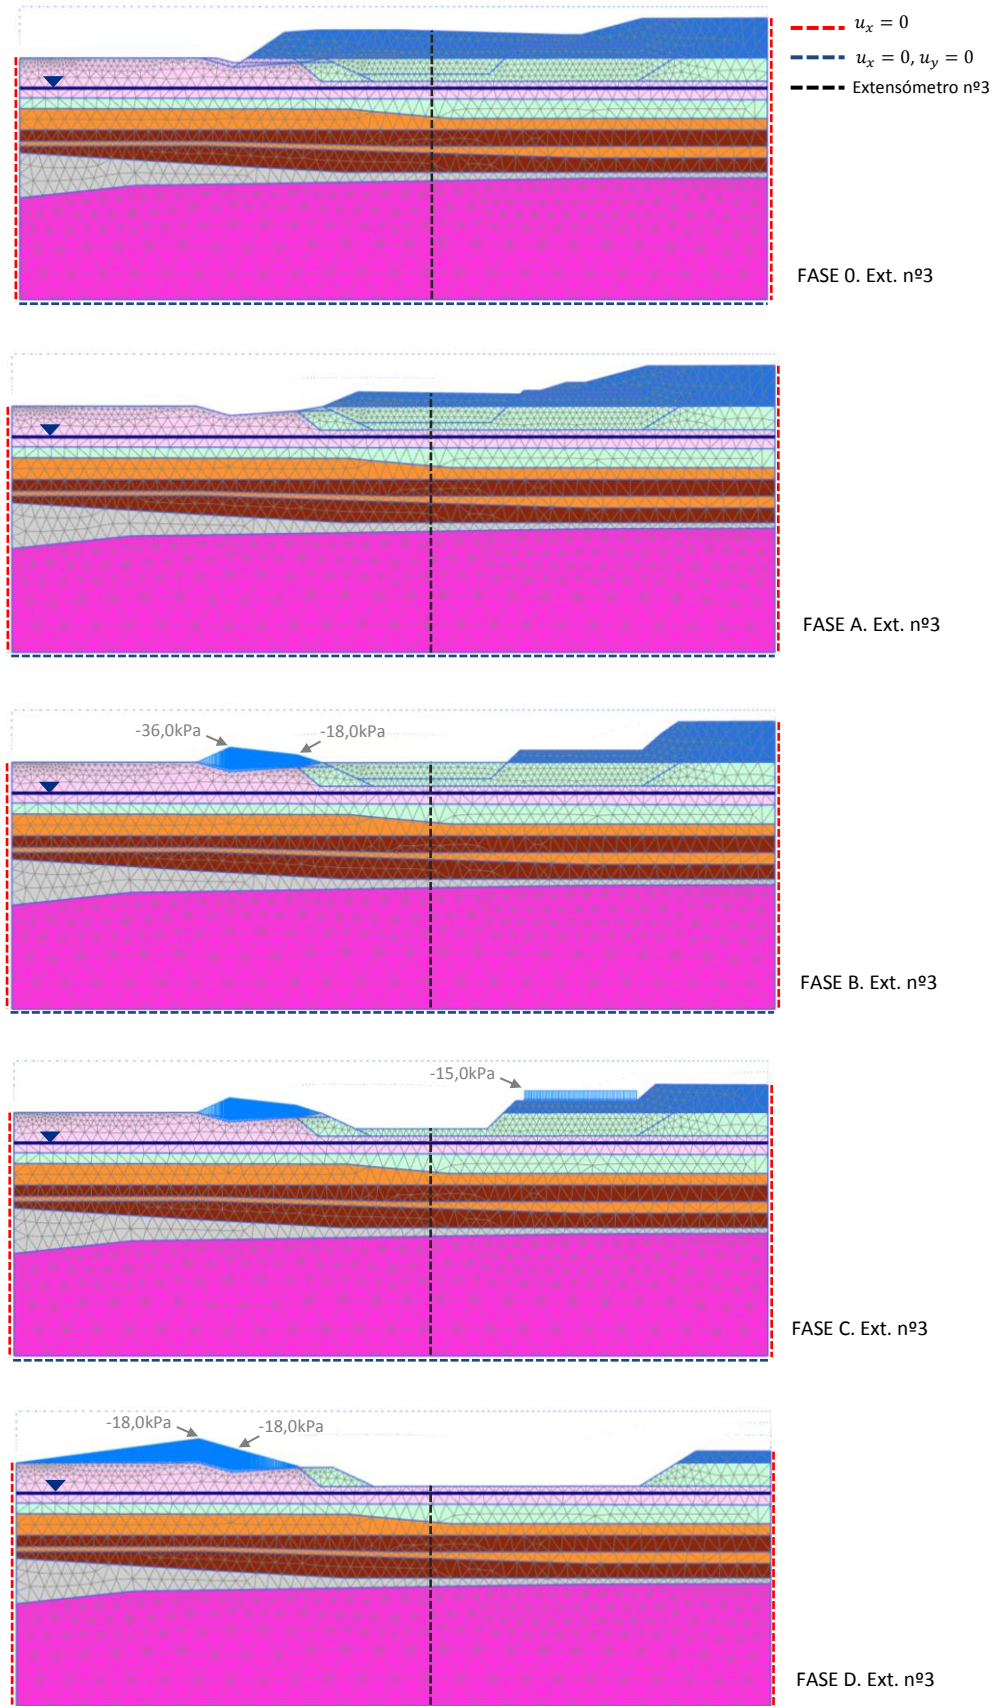 u_x = 0
u_x = 0, u_y = 0
Extensómetro nº3
FASE 0. Ext. nº3
FASE A. Ext. nº3
-36,0kPa
-18,0kPa
FASE B. Ext. nº3
-15,0kPa
FASE C. Ext. nº3
-18,0kPa
-18,0kPa
FASE D. Ext. nº3